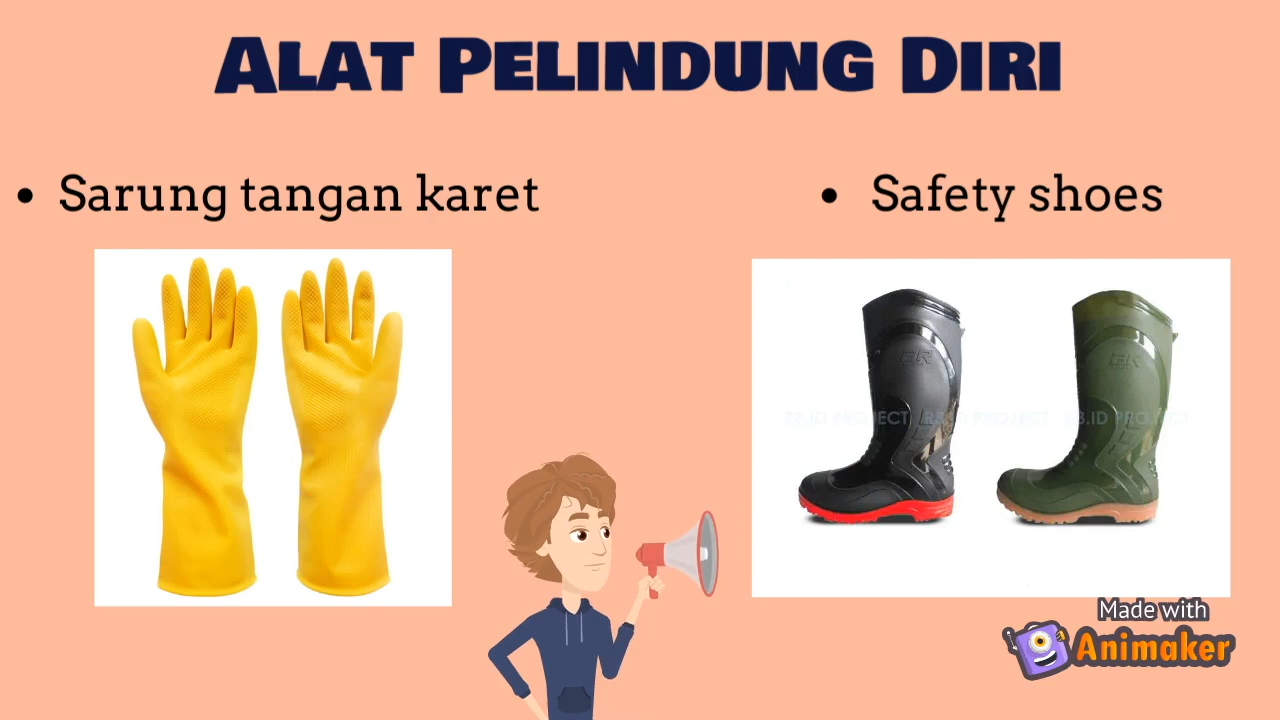 ALAT PELINDUNG DIRI
• Sarung tangan karet
• Safety shoes
Made with
Animaker